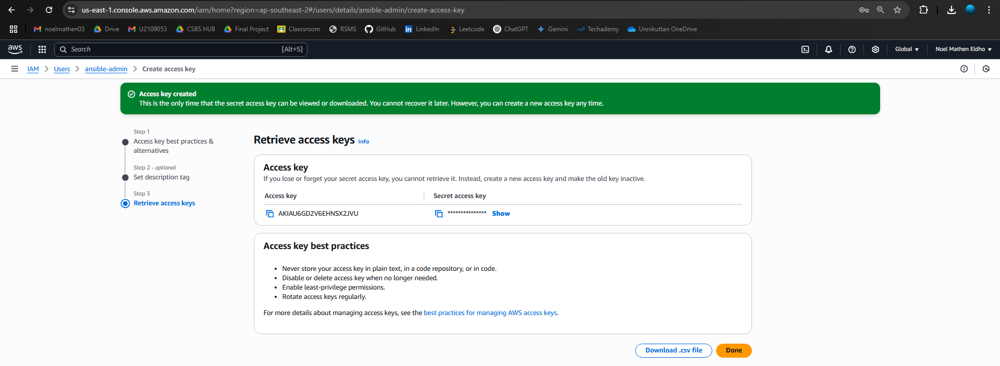 us-east-1.console.aws.amazon.com/iam/home?region=ap-southeast-2#/users/details/ansible-admin/create-access-key
noelmathen03 Drive U2109053 CSBS HUB Final Project Classsroom RSMS GitHub LinkedIn Leetcode ChatGPT Gemini Techademy Unnikuttan OneDrive
aws Search [Alt+S] Global Noel Mathen Eldho
IAM Users ansible-admin Create access key
Access key created
This is the only time that the secret access key can be viewed or downloaded. You cannot recover it later. However, you can create a new access key any time.
Step 1
Access key best practices &
alternatives
Step 2 - optional
Set description tag
Step 3
Retrieve access keys
Retrieve access keys Info
Access key
If you lose or forget your secret access key, you cannot retrieve it. Instead, create a new access key and make the old key inactive.
Access key Secret access key
AKIAU6GD2V6EHNSX2JVU *************** Show
Access key best practices
• Never store your access key in plain text, in a code repository, or in code.
• Disable or delete access key when no longer needed.
• Enable least-privilege permissions.
• Rotate access keys regularly.
For more details about managing access keys, see the best practices for managing AWS access keys.
Download .csv file Done